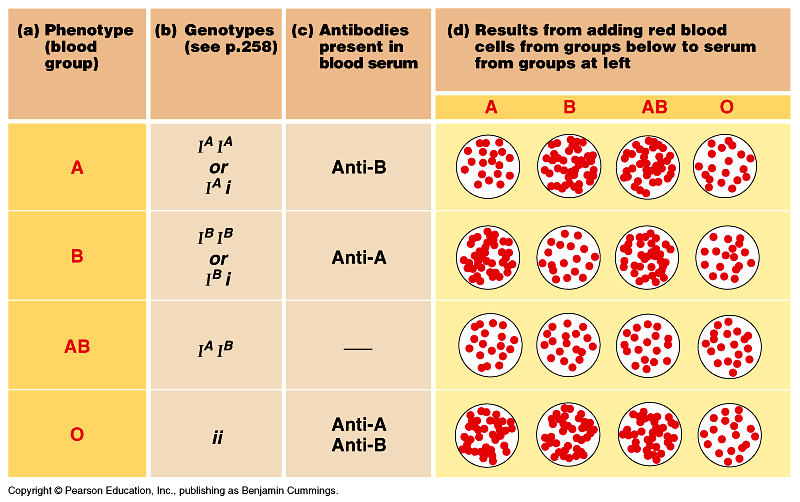 (a) Phenotype
(blood
group)
(b) Genotypes
(see p.258)
(c) Antibodies
present in
blood serum
(d) Results from adding red blood
cells from groups below to serum
from groups at left
A B AB O
A
I^A I^A
or
I^A i
Anti-B
B
I^B I^B
or
I^B i
Anti-A
AB
I^A I^B
—
O
ii
Anti-A
Anti-B
Copyright © Pearson Education, Inc., publishing as Benjamin Cummings.